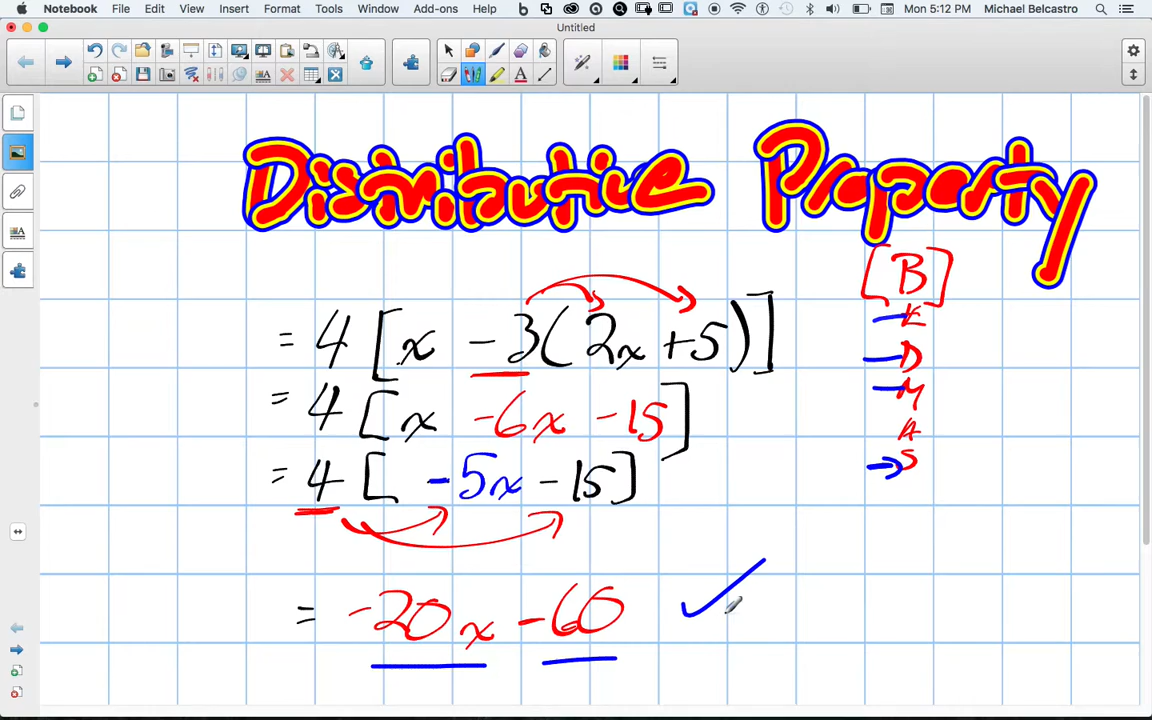 Notebook File Edit View Insert Format Tools Window Add-ons Help Mon 5:12 PM Michael Belcastro
Untitled
Distributive Property
[B]
E
D
M
A
S
= 4[x -3(2x+5)]
= 4[x -6x -15]
= 4[ -5x -15]
= -20x -60